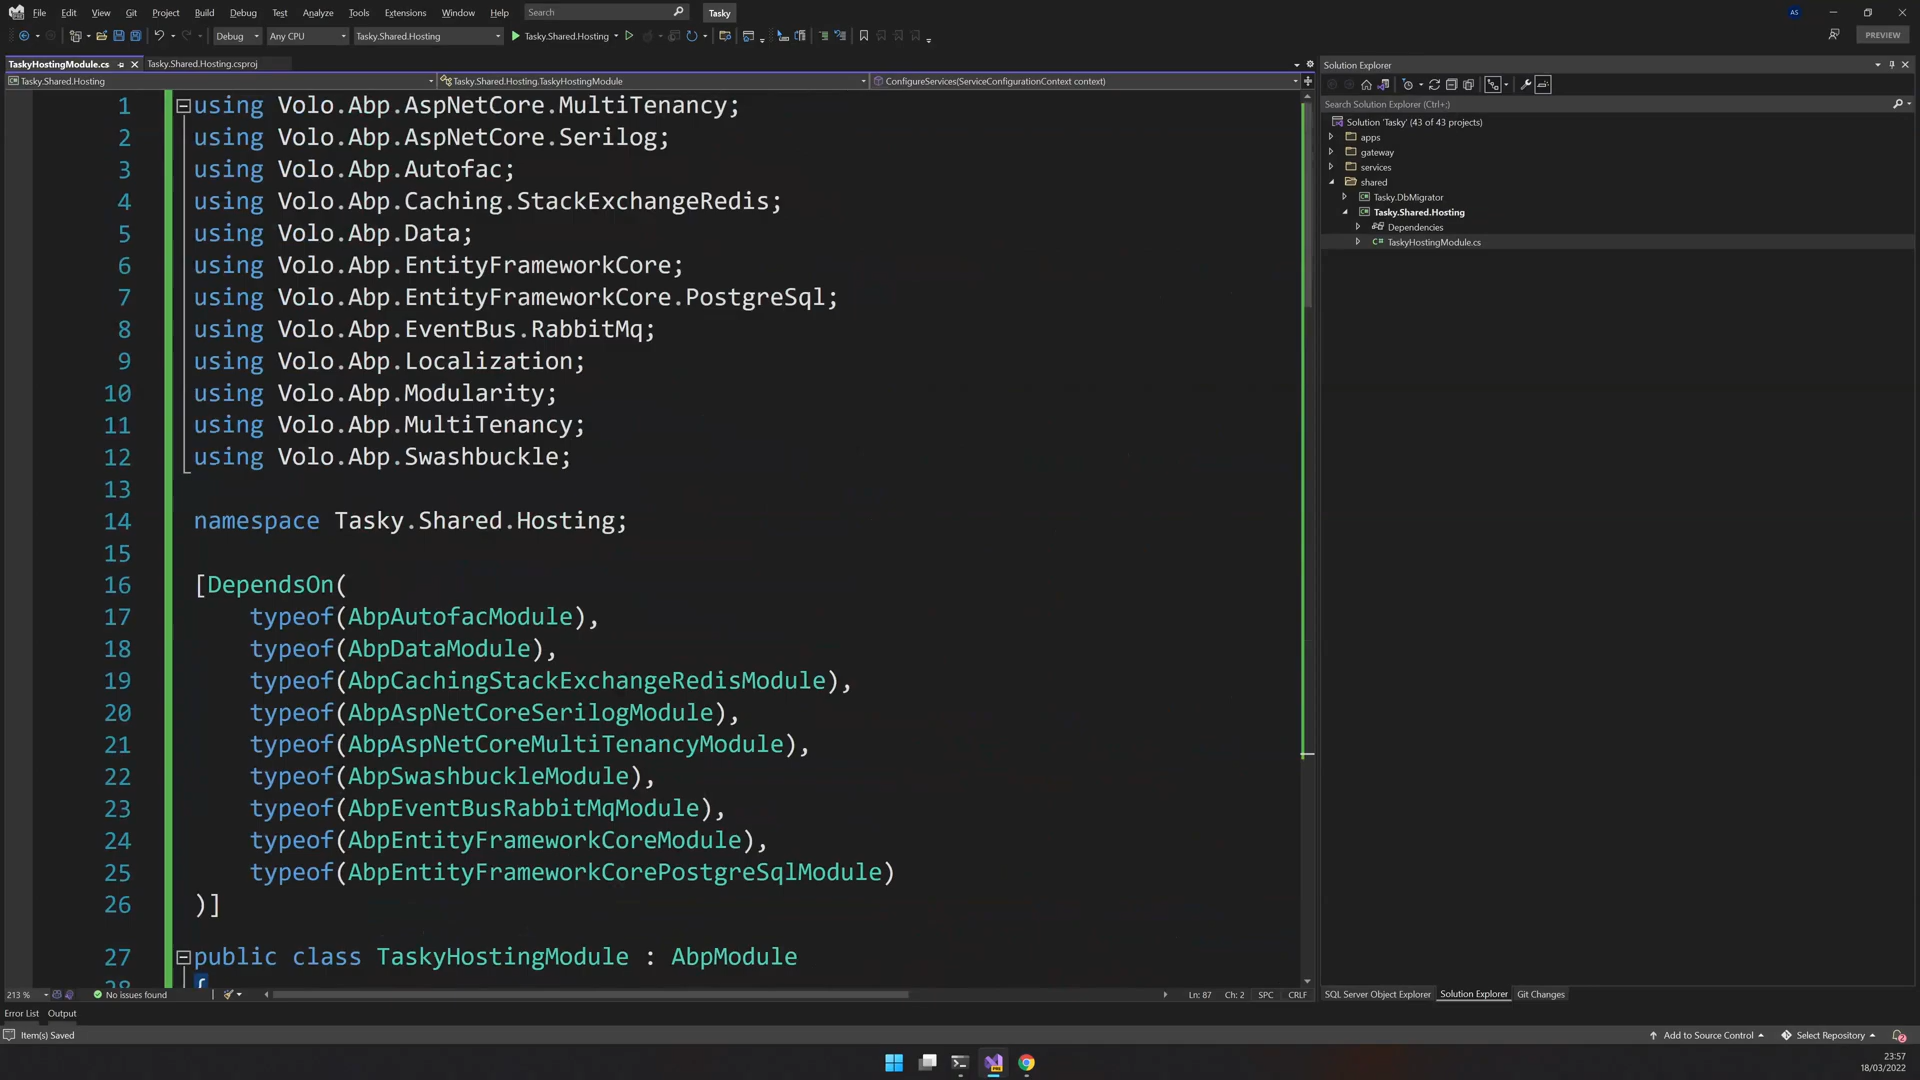 File Edit View Git Project Build Debug Test Analyze Tools Extensions Window Help Search Tasky AS
Debug Any CPU Tasky.Shared.Hosting Tasky.Shared.Hosting PREVIEW
TaskyHostingModule.cs Tasky.Shared.Hosting.csproj
Tasky.Shared.Hosting Tasky.Shared.Hosting.TaskyHostingModule ConfigureServices(ServiceConfigurationContext context)
1 using Volo.Abp.AspNetCore.MultiTenancy;
2 using Volo.Abp.AspNetCore.Serilog;
3 using Volo.Abp.Autofac;
4 using Volo.Abp.Caching.StackExchangeRedis;
5 using Volo.Abp.Data;
6 using Volo.Abp.EntityFrameworkCore;
7 using Volo.Abp.EntityFrameworkCore.PostgreSql;
8 using Volo.Abp.EventBus.RabbitMq;
9 using Volo.Abp.Localization;
10 using Volo.Abp.Modularity;
11 using Volo.Abp.MultiTenancy;
12 using Volo.Abp.Swashbuckle;
13
14 namespace Tasky.Shared.Hosting;
15
16 [DependsOn(
17 typeof(AbpAutofacModule),
18 typeof(AbpDataModule),
19 typeof(AbpCachingStackExchangeRedisModule),
20 typeof(AbpAspNetCoreSerilogModule),
21 typeof(AbpAspNetCoreMultiTenancyModule),
22 typeof(AbpSwashbuckleModule),
23 typeof(AbpEventBusRabbitMqModule),
24 typeof(AbpEntityFrameworkCoreModule),
25 typeof(AbpEntityFrameworkCorePostgreSqlModule)
26 )]
27 public class TaskyHostingModule : AbpModule
28 {
213 % No issues found Ln: 87 Ch: 2 SPC CRLF
Solution Explorer
Search Solution Explorer (Ctrl+;)
Solution 'Tasky' (43 of 43 projects)
apps
gateway
services
shared
Tasky.DbMigrator
Tasky.Shared.Hosting
Dependencies
C# TaskyHostingModule.cs
SQL Server Object Explorer Solution Explorer Git Changes
Error List Output
Item(s) Saved Add to Source Control Select Repository 2
23:57
18/03/2022